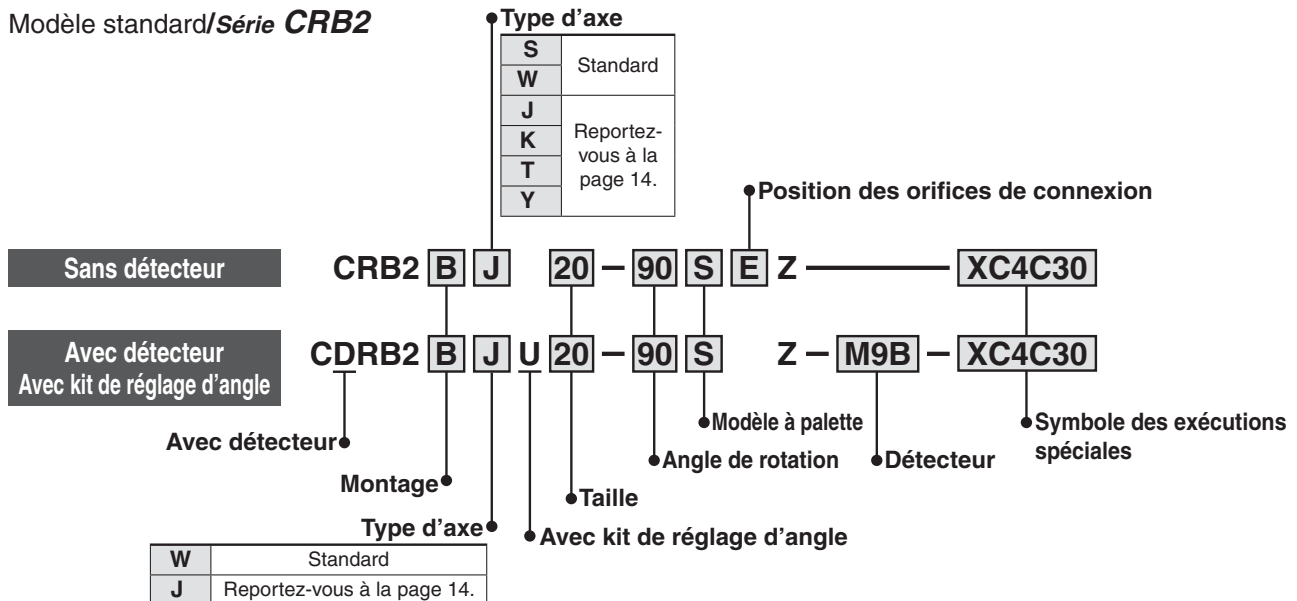 Modèle standard/Série CRB2
Type d'axe
S Standard
W
J Reportez-
K vous à la
T page 14.
Y
Position des orifices de connexion
Sans détecteur CRB2 B J 20 – 90 S E Z XC4C30
Avec détecteur
Avec kit de réglage d'angle
CDRB2 B J U 20 – 90 S Z – M9B – XC4C30
Avec détecteur
Montage
Type d'axe
W Standard
J Reportez-vous à la page 14.
Avec kit de réglage d'angle
Taille
Angle de rotation
Modèle à palette
Détecteur
Symbole des exécutions
spéciales